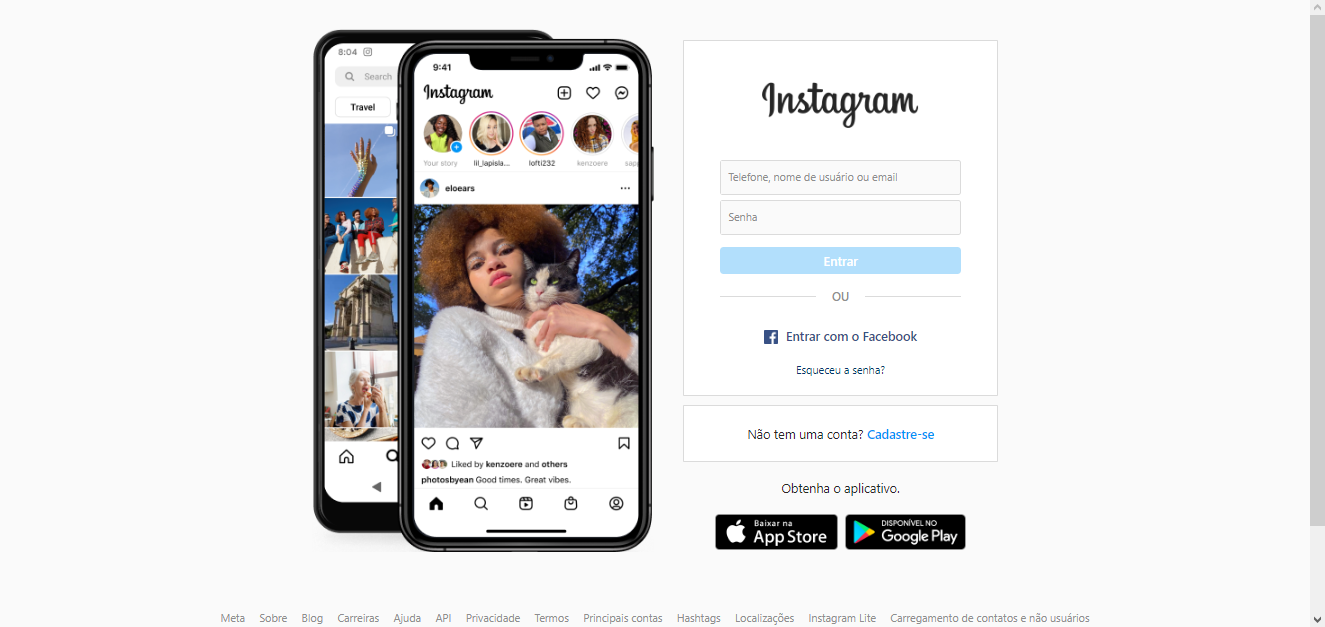 8:04
Search
Travel
9:41
Instagram
Your story
lil_lapisla...
lofti232
kenzoere
sap
eloears
Liked by kenzoere and others
photosbyean Good times. Great vibes.
Instagram
Telefone, nome de usuário ou email
Senha
Entrar
OU
Entrar com o Facebook
Esqueceu a senha?
Não tem uma conta? Cadastre-se
Obtenha o aplicativo.
Baixar na
App Store
DISPONÍVEL NO
Google Play
Meta Sobre Blog Carreiras Ajuda API Privacidade Termos Principais contas Hashtags Localizações Instagram Lite Carregamento de contatos e não usuários